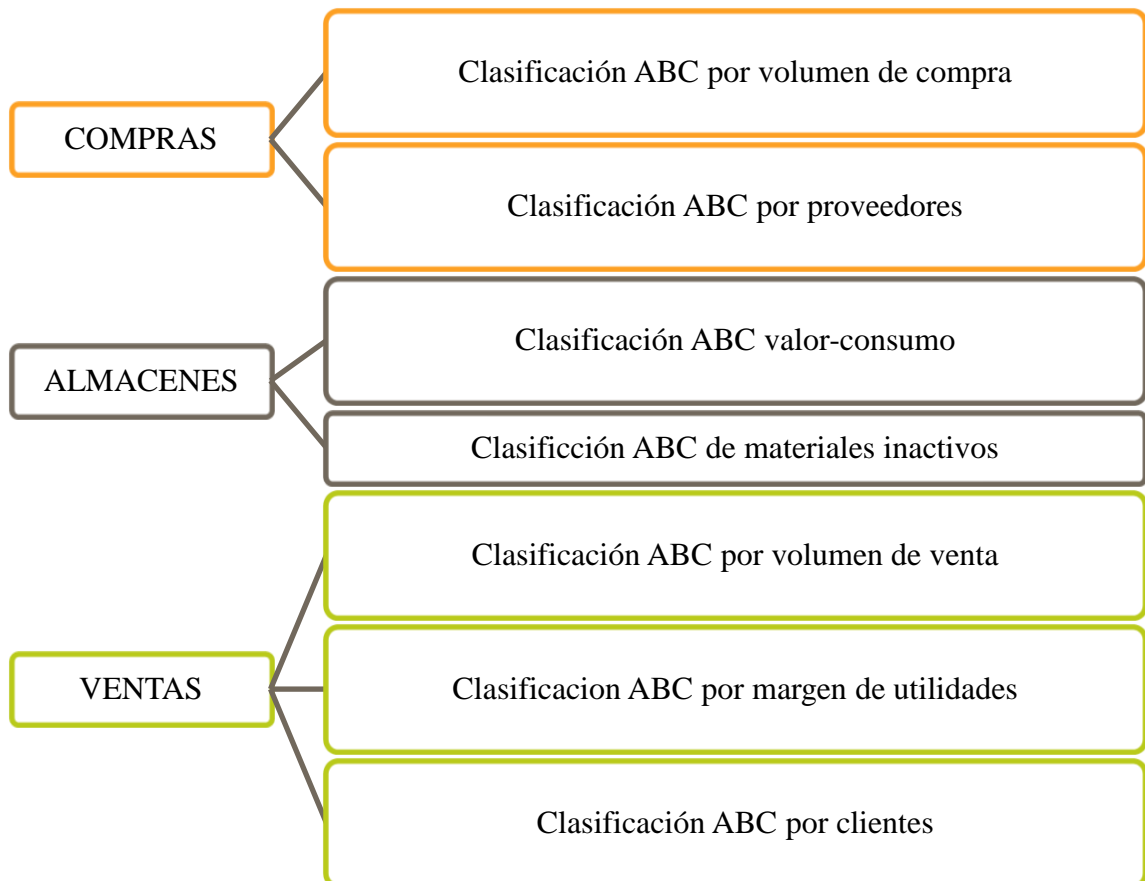 COMPRAS
Clasificación ABC por volumen de compra
Clasificación ABC por proveedores
ALMACENES
Clasificación ABC valor-consumo
Clasificción ABC de materiales inactivos
VENTAS
Clasificación ABC por volumen de venta
Clasificacion ABC por margen de utilidades
Clasificación ABC por clientes